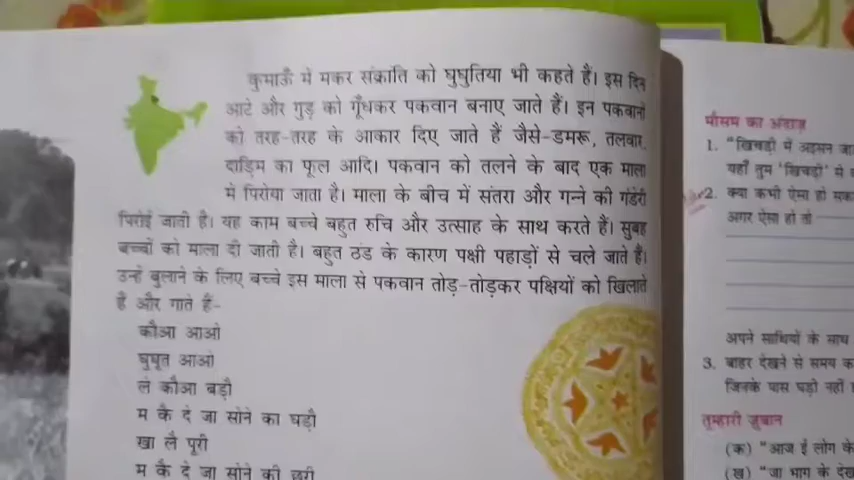 कुमाऊँ में मकर संक्रांति को घुघुतिया भी कहते हैं। इस दिन
आटे और गुड़ को गूँधकर पकवान बनाए जाते हैं। इन पकवानों
को तरह-तरह के आकार दिए जाते हैं जैसे-डमरू, तलवार,
दाड़िम का फूल आदि। पकवान को तलने के बाद एक माला
में पिरोया जाता है। माला के बीच में संतरा और गन्ने की गंडेरी
पिरोई जाती है। यह काम बच्चे बहुत रुचि और उत्साह के साथ करते हैं। सुबह
बच्चों को माला दी जाती है। बहुत ठंड के कारण पक्षी पहाड़ों से चले जाते हैं।
उन्हें बुलाने के लिए बच्चे इस माला से पकवान तोड़-तोड़कर पक्षियों को खिलाते
हैं और गाते हैं-
कौआ आओ
घुघूत आओ
ले कौआ बड़ौ
म कै दे जा सोने का घड़ौ
खा लै पूरी
म कै दे जा सोने की छुरी
मौसम का अंदाज़
1. "खिचड़ी में अइसन जा
यहाँ तुम 'खिचड़ी' से
2. क्या कभी ऐसा हो सक
अगर ऐसा हो तो
अपने साथियों के साथ
3. बाहर देखने से समय क
जिनके पास घड़ी नहीं
तुम्हारी ज़ुबान
(क) "आज ई लोग के
(ख) "जा भाग के देख